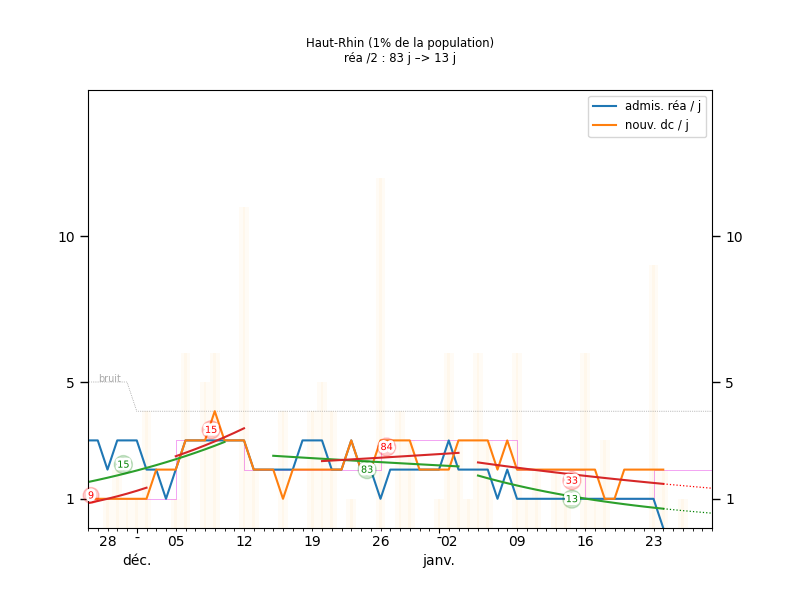 Haut-Rhin (1% de la population)
réa /2 : 83 j –> 13 j
admis. réa / j
nouv. dc / j
10 10
bruit
5 5
15
84
15
83
33
9
13
1 1
28 - 05 12 19 26 -02 09 16 23
déc. janv.